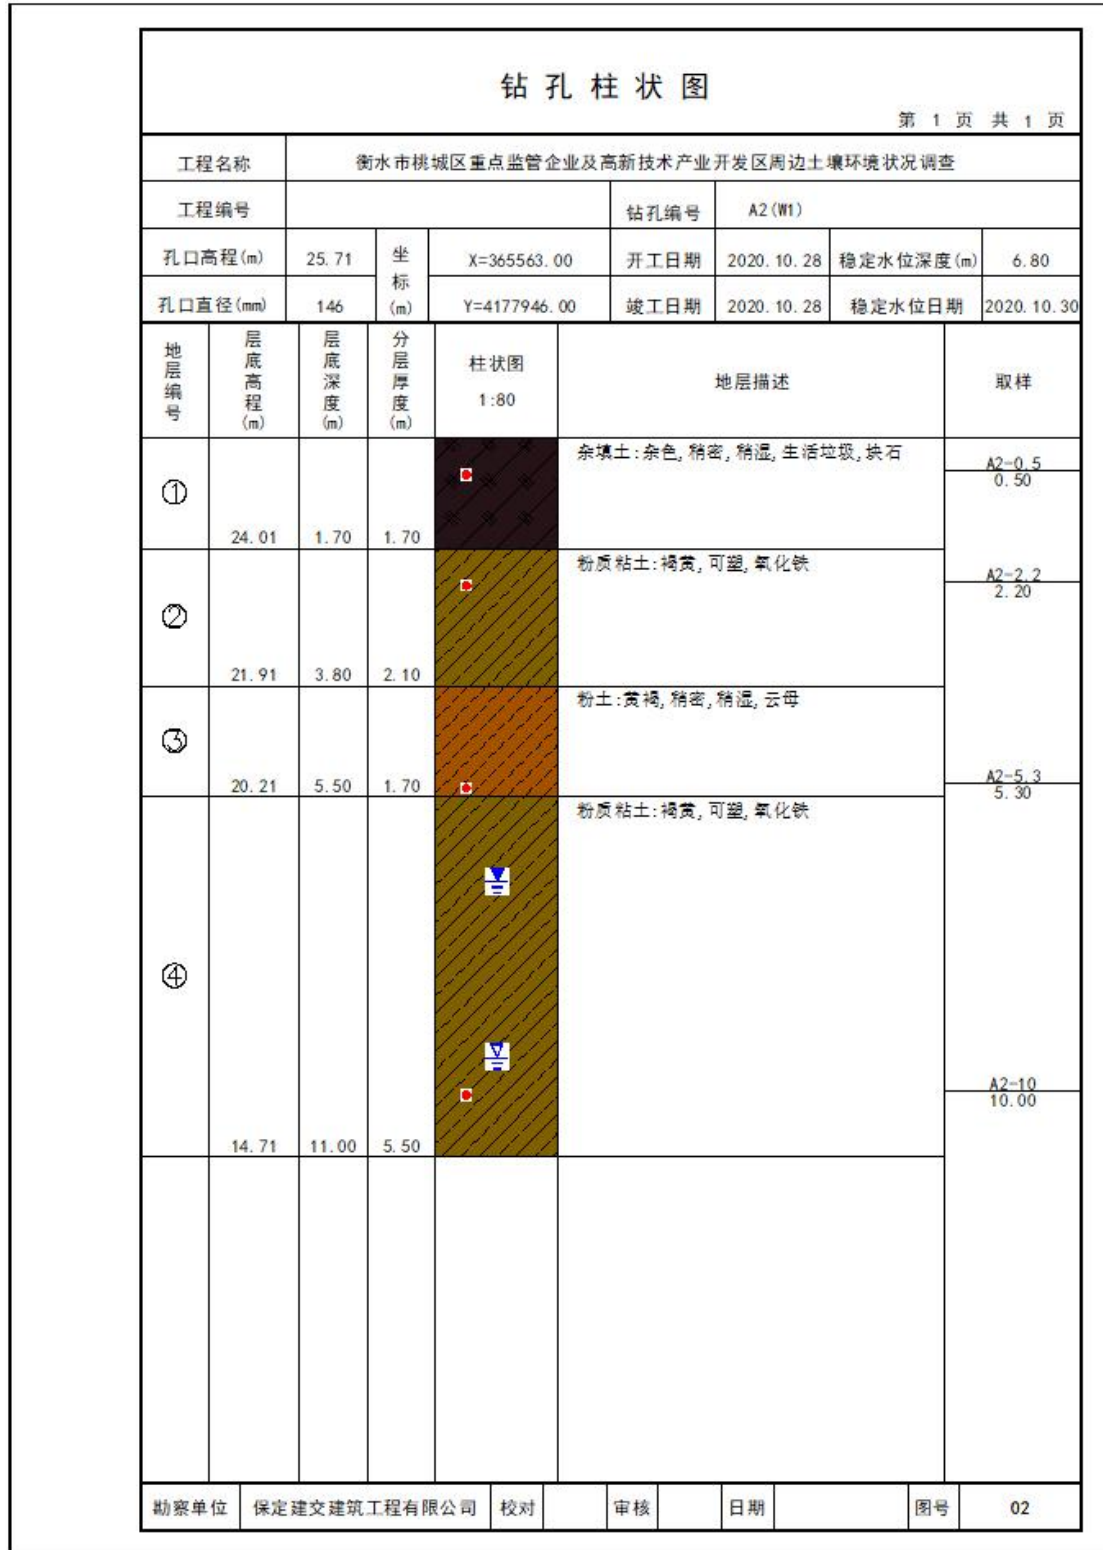 钻孔柱状图
第 1 页 共 1 页
工程名称 衡水市桃城区重点监管企业及高新技术产业开发区周边土壤环境状况调查
工程编号 钻孔编号 A2(W1)
孔口高程(m) 25.71 坐标(m) X=365563.00 开工日期 2020.10.28 稳定水位深度(m) 6.80
孔口直径(mm) 146 Y=4177946.00 竣工日期 2020.10.28 稳定水位日期 2020.10.30
地层编号 层底高程(m) 层底深度(m) 分层厚度(m) 柱状图 1:80 地层描述 取样
杂填土:杂色,稍密,稍湿,生活垃圾,块石
A2-0.5
0.50
①
24.01 1.70 1.70
粉质粘土:褐黄,可塑,氧化铁
A2-2.2
2.20
②
21.91 3.80 2.10
粉土:黄褐,稍密,稍湿,云母
③
A2-5.3
20.21 5.50 1.70
5.30
粉质粘土:褐黄,可塑,氧化铁
④
A2-10
10.00
14.71 11.00 5.50
勘察单位 保定建交建筑工程有限公司 校对 审核 日期 图号 02